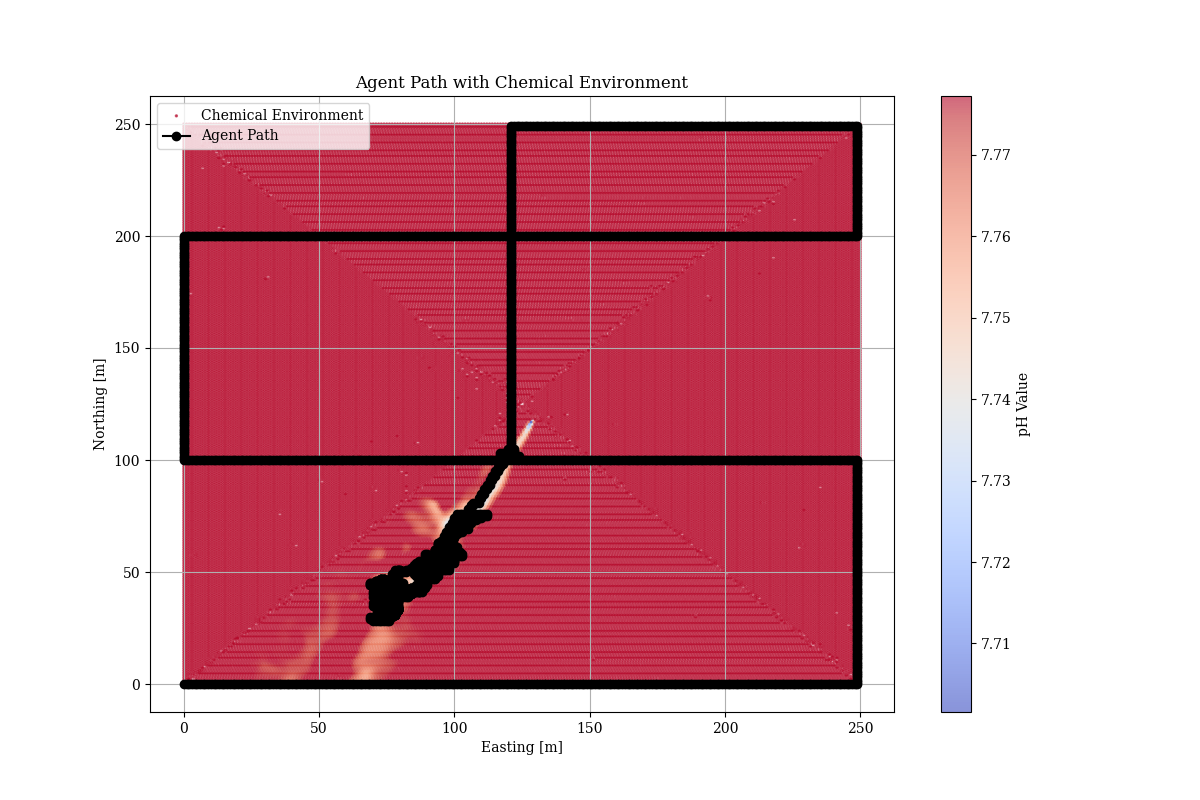 Agent Path with Chemical Environment
Chemical Environment
Agent Path
250
200
150
100
50
0
Northing [m]
0 50 100 150 200 250
Easting [m]
7.77
7.76
7.75
7.74
7.73
7.72
7.71
pH Value